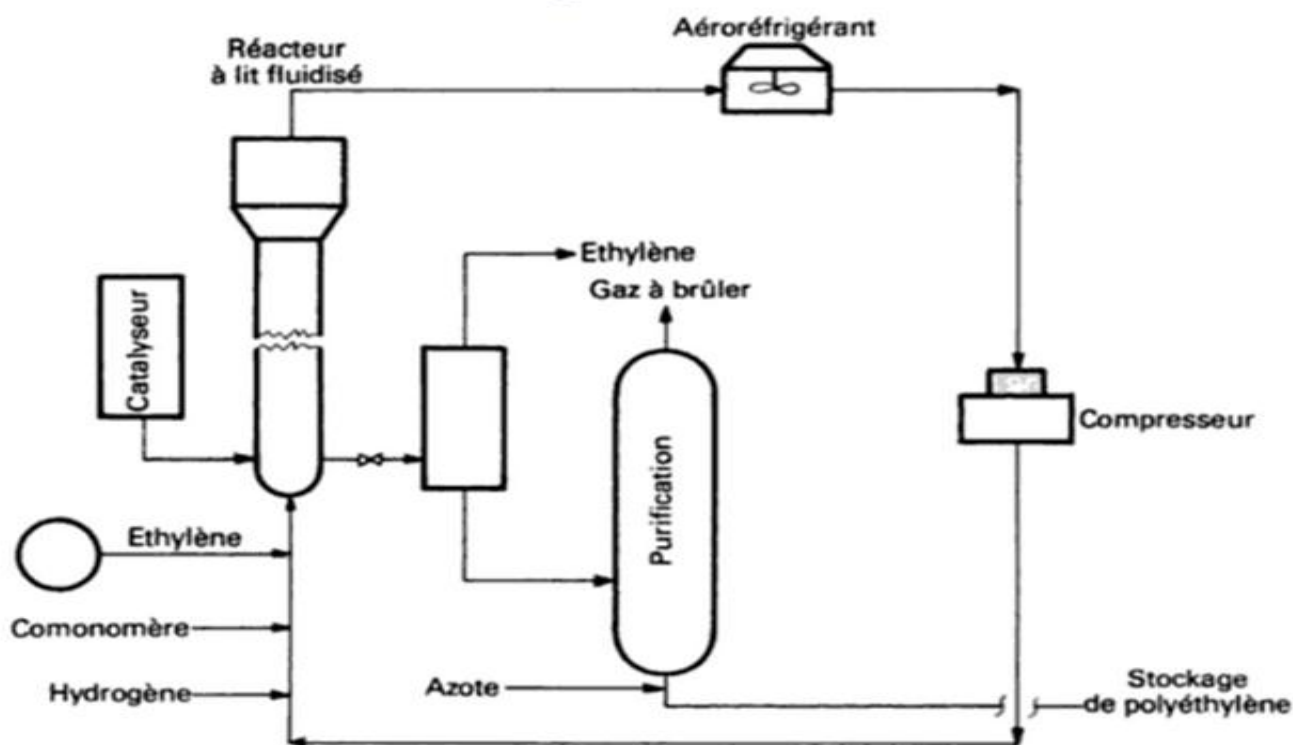 Aéroréfrigérant
Réacteur
à lit fluidisé
Ethylène
Gaz à brûler
Catalyseur
Compresseur
Purification
Ethylène
Comonomère
Hydrogène
Azote
Stockage
de polyéthylène